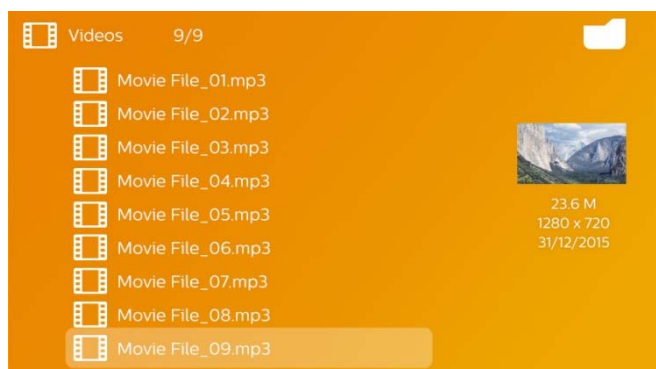 Videos 9/9
Movie File_01.mp3
Movie File_02.mp3
Movie File_03.mp3
Movie File_04.mp3
Movie File_05.mp3
Movie File_06.mp3
Movie File_07.mp3
Movie File_08.mp3
Movie File_09.mp3
23.6 M
1280 x 720
31/12/2015